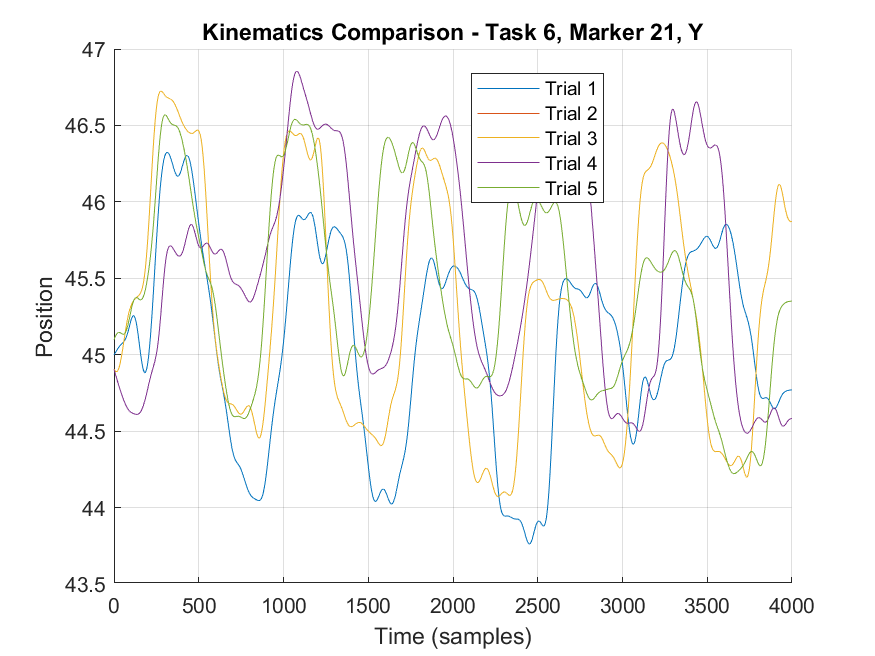 Kinematics Comparison - Task 6, Marker 21, Y
47
46.5
46
45.5
45
44.5
44
43.5
Position
Trial 1
Trial 2
Trial 3
Trial 4
Trial 5
0 500 1000 1500 2000 2500 3000 3500 4000
Time (samples)